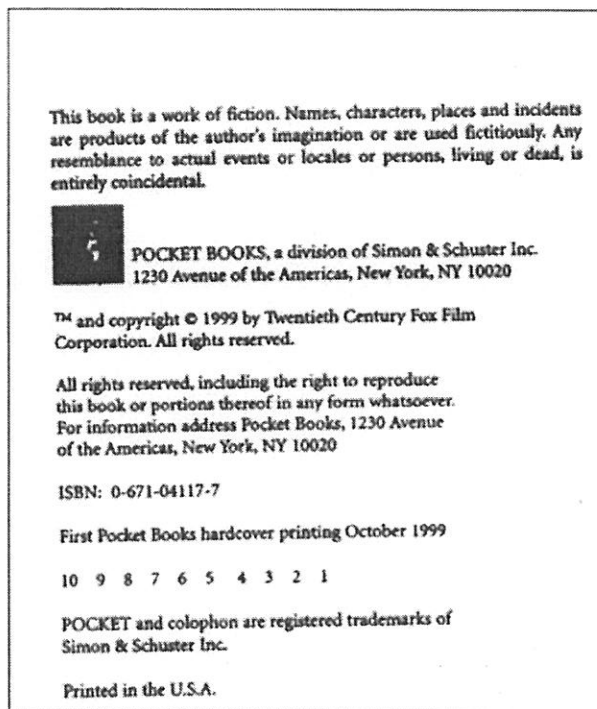 This book is a work of fiction. Names, characters, places and incidents
are products of the author's imagination or are used fictitiously. Any
resemblance to actual events or locales or persons, living or dead, is
entirely coincidental.
POCKET BOOKS, a division of Simon & Schuster Inc.
1230 Avenue of the Americas, New York, NY 10020
™ and copyright © 1999 by Twentieth Century Fox Film
Corporation. All rights reserved.
All rights reserved, including the right to reproduce
this book or portions thereof in any form whatsoever.
For information address Pocket Books, 1230 Avenue
of the Americas, New York, NY 10020
ISBN: 0-671-04117-7
First Pocket Books hardcover printing October 1999
10 9 8 7 6 5 4 3 2 1
POCKET and colophon are registered trademarks of
Simon & Schuster Inc.
Printed in the U.S.A.